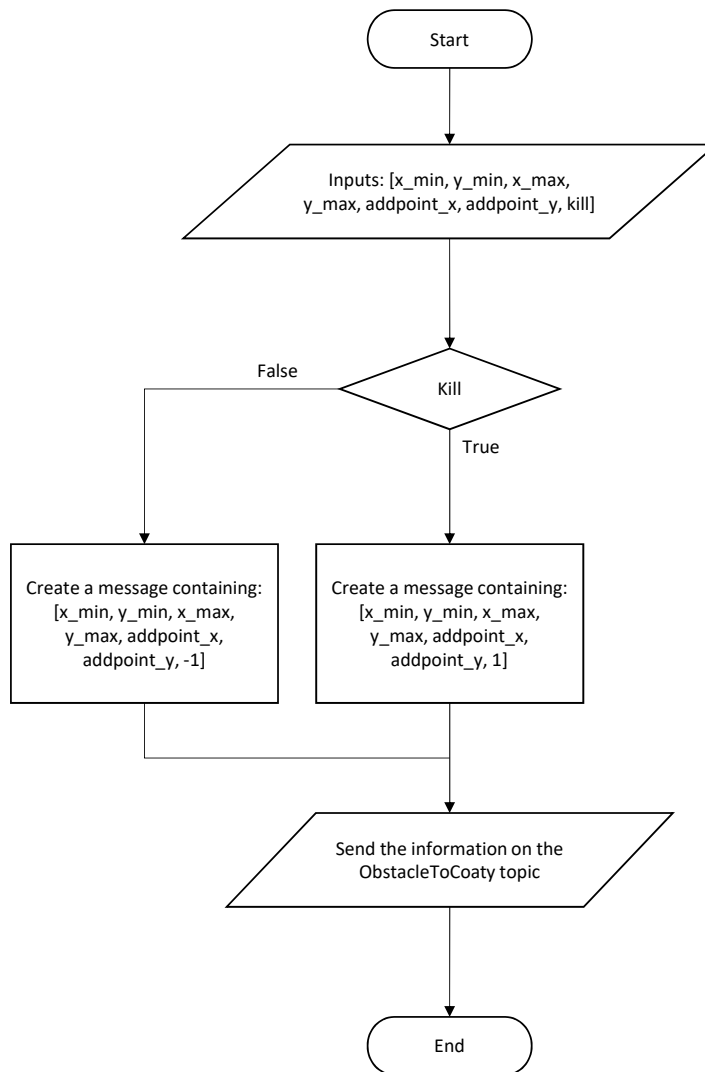 Start
Inputs: [x_min, y_min, x_max,
y_max, addpoint_x, addpoint_y, kill]
False
Kill
True
Create a message containing:
[x_min, y_min, x_max,
y_max, addpoint_x,
addpoint_y, -1]
Create a message containing:
[x_min, y_min, x_max,
y_max, addpoint_x,
addpoint_y, 1]
Send the information on the
ObstacleToCoaty topic
End